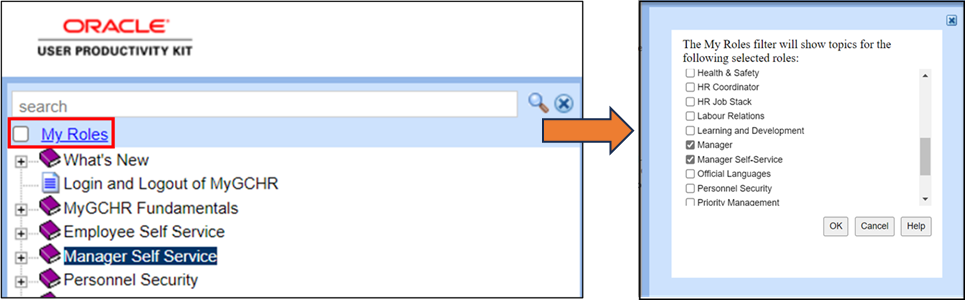 ORACLE
USER PRODUCTIVITY KIT
search
My Roles
What's New
Login and Logout of MyGCHR
MyGCHR Fundamentals
Employee Self Service
Manager Self Service
Personnel Security
The My Roles filter will show topics for the
following selected roles:
Health & Safety
HR Coordinator
HR Job Stack
Labour Relations
Learning and Development
Manager
Manager Self-Service
Official Languages
Personnel Security
Priority Management
OK Cancel Help